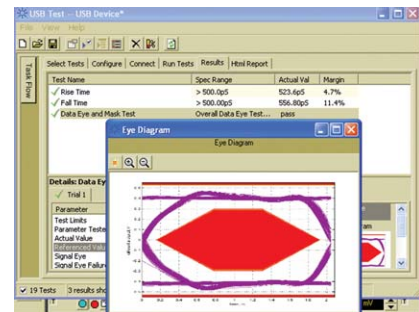 USB Test -- USB Device*
File View Help
Task Flow
Select Tests Configure Connect Run Tests Results Html Report
Test Name Spec Range Actual Val Margin
Rise Time > 500.0pS 523.6pS 4.7%
Fall Time > 500.00pS 556.80pS 11.4%
Data Eye and Mask Test Overall Data Eye Test... pass
Eye Diagram
Eye Diagram
Details: Data Ey
Trial 1
Parameter
Test Limits
Parameter Teste
Actual Value
Referenced Value
Signal Eye
Signal Eye Failure
19 Tests 3 results sho
mV